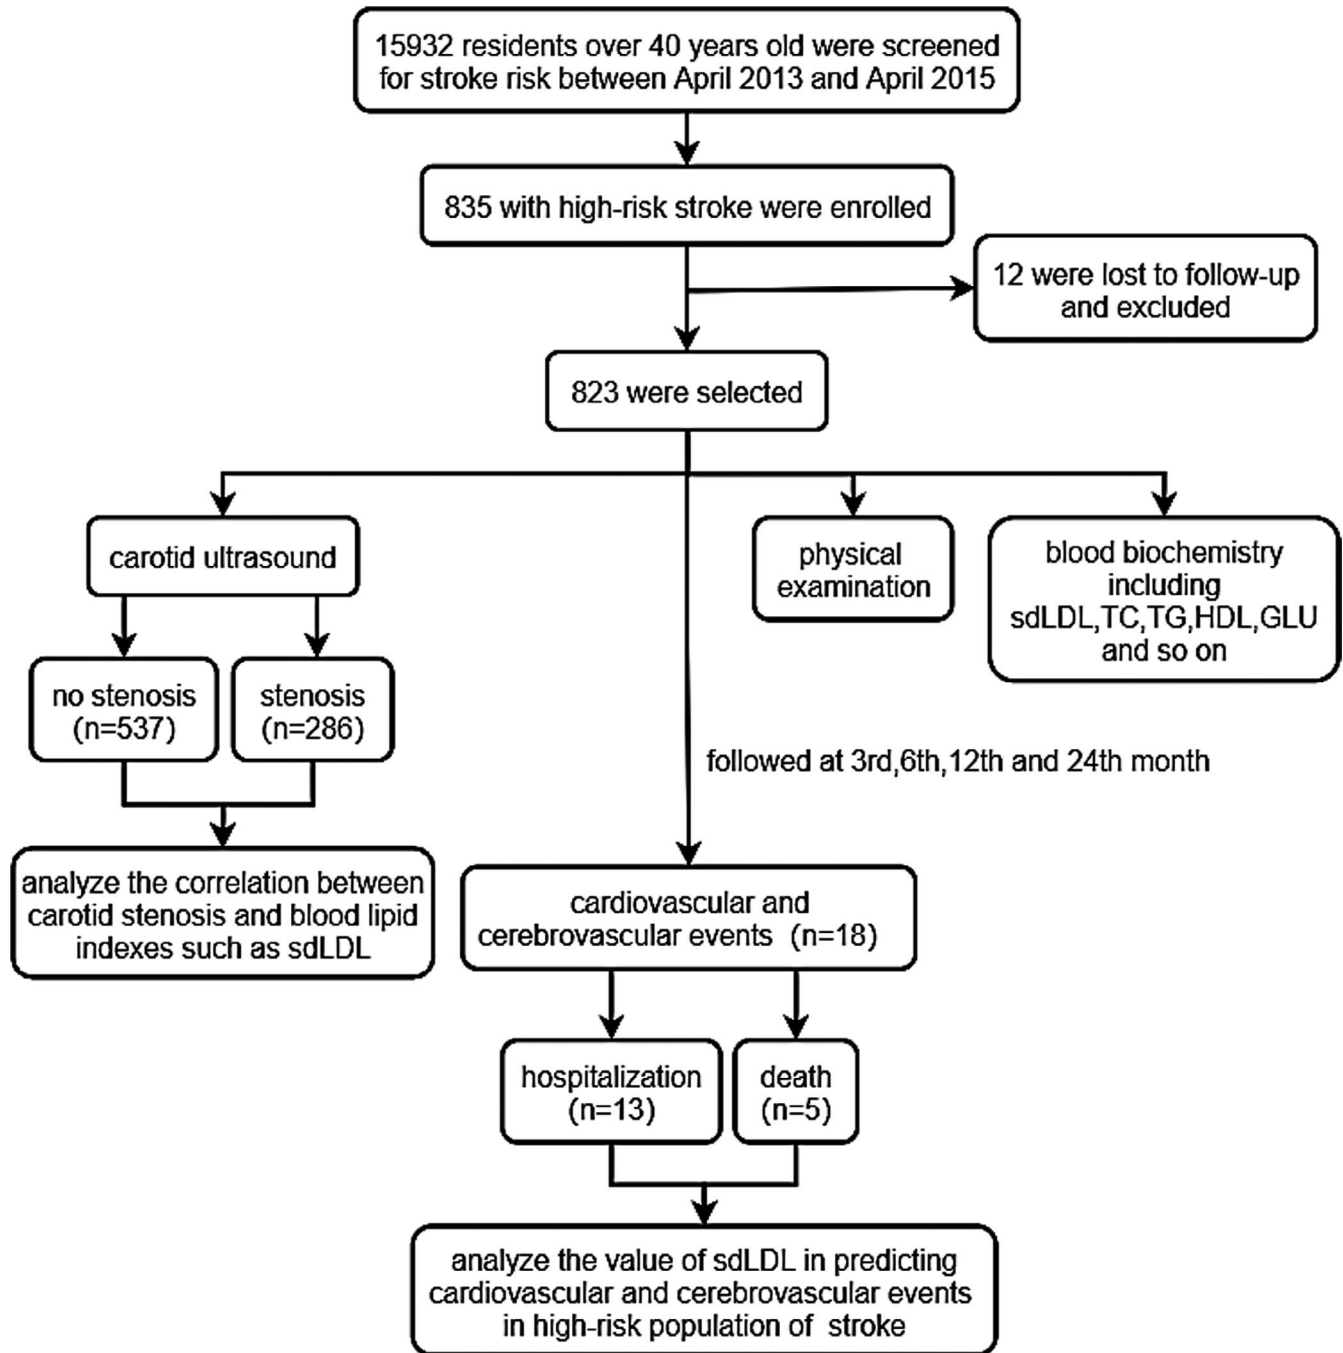 15932 residents over 40 years old were screened
for stroke risk between April 2013 and April 2015
835 with high-risk stroke were enrolled
12 were lost to follow-up
and excluded
823 were selected
carotid ultrasound
physical
examination
blood biochemistry
including
sdLDL,TC,TG,HDL,GLU
and so on
no stenosis
(n=537)
stenosis
(n=286)
followed at 3rd,6th,12th and 24th month
analyze the correlation between
carotid stenosis and blood lipid
indexes such as sdLDL
cardiovascular and
cerebrovascular events (n=18)
hospitalization
(n=13)
death
(n=5)
analyze the value of sdLDL in predicting
cardiovascular and cerebrovascular events
in high-risk population of stroke